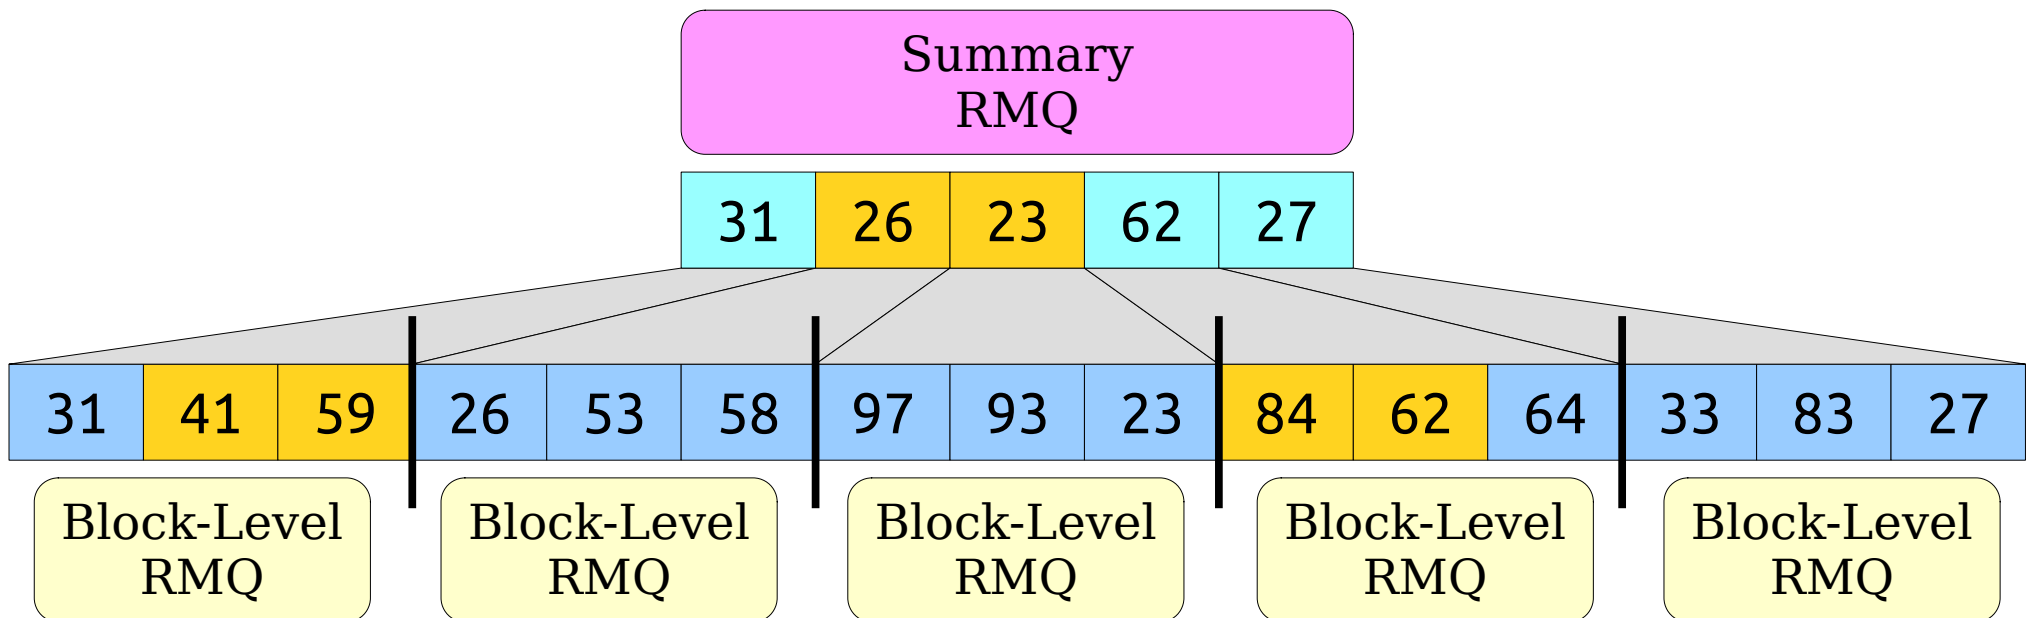 Summary
RMQ
31 26 23 62 27
31 41 59 26 53 58 97 93 23 84 62 64 33 83 27
Block-Level Block-Level Block-Level Block-Level Block-Level
RMQ RMQ RMQ RMQ RMQ